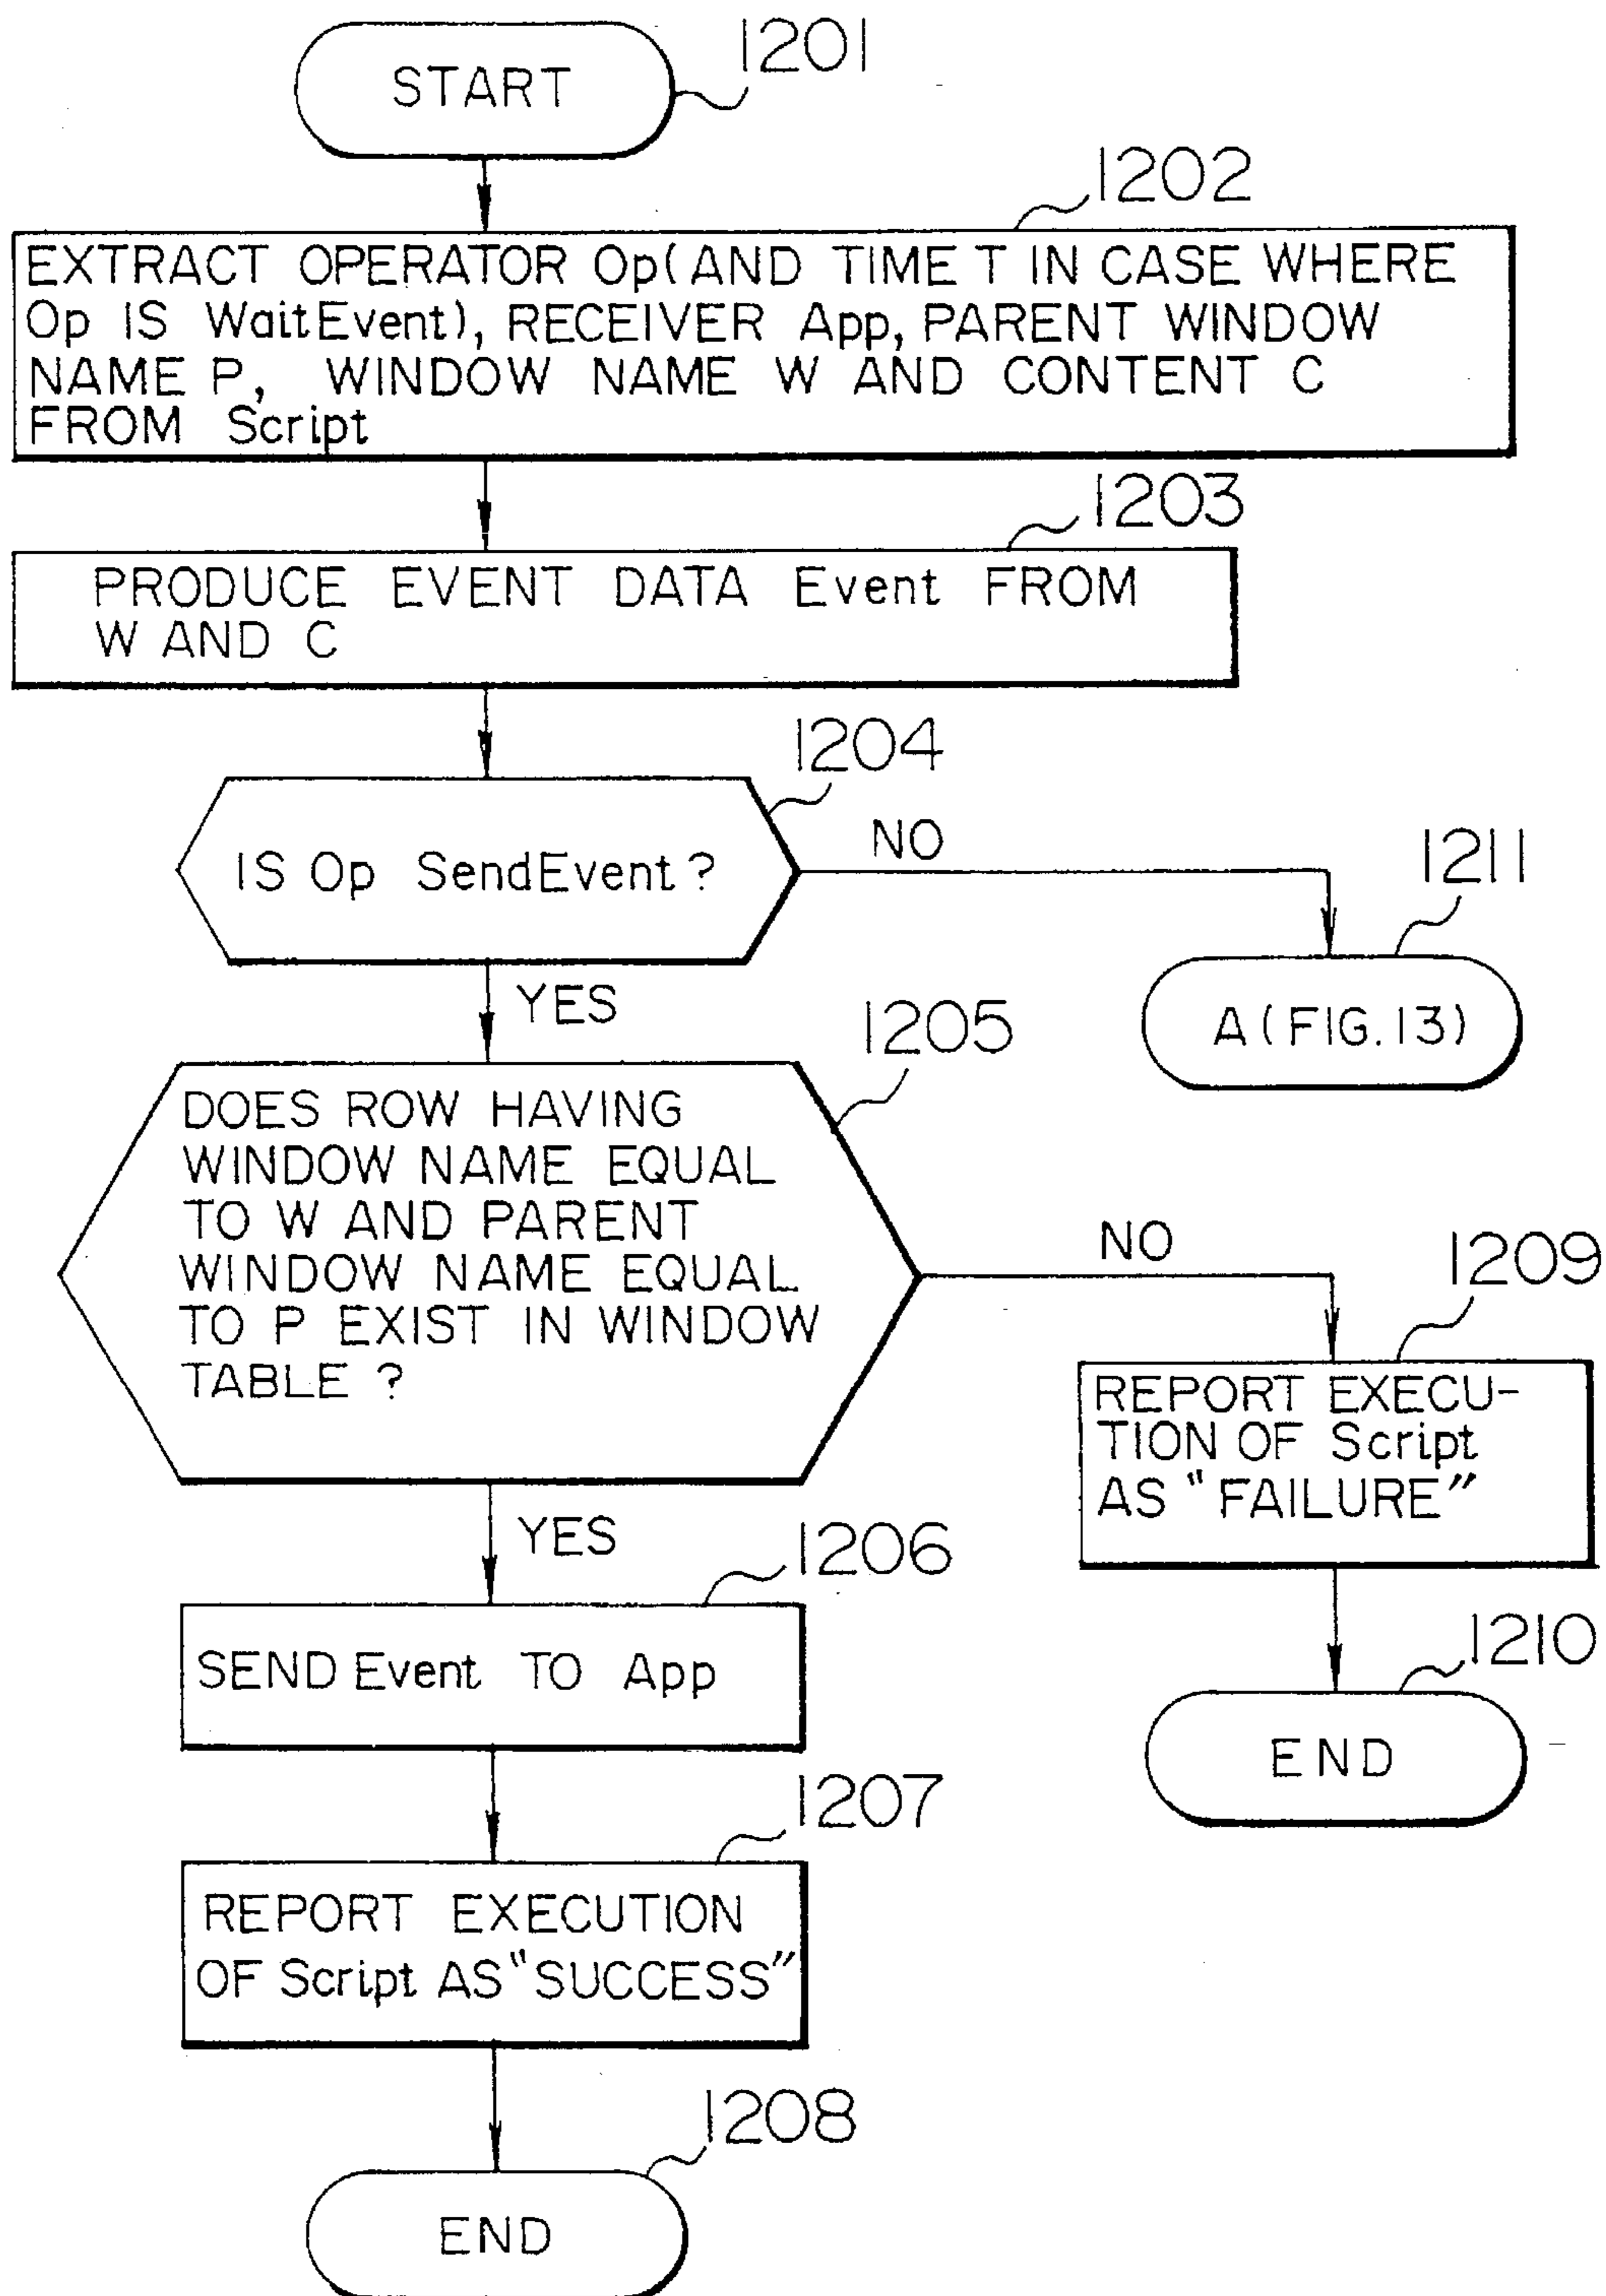 START
1201
1202
EXTRACT OPERATOR Op(AND TIME T IN CASE WHERE
Op IS WaitEvent), RECEIVER App, PARENT WINDOW
NAME P, WINDOW NAME W AND CONTENT C
FROM Script
1203
PRODUCE EVENT DATA Event FROM
W AND C
1204
IS Op SendEvent?
NO
1211
A (FIG.13)
YES
1205
DOES ROW HAVING
WINDOW NAME EQUAL
TO W AND PARENT
WINDOW NAME EQUAL
TO P EXIST IN WINDOW
TABLE ?
NO
1209
REPORT EXECU-
TION OF Script
AS "FAILURE"
YES
1206
SEND Event TO App
1210
END
1207
REPORT EXECUTION
OF Script AS "SUCCESS"
1208
END